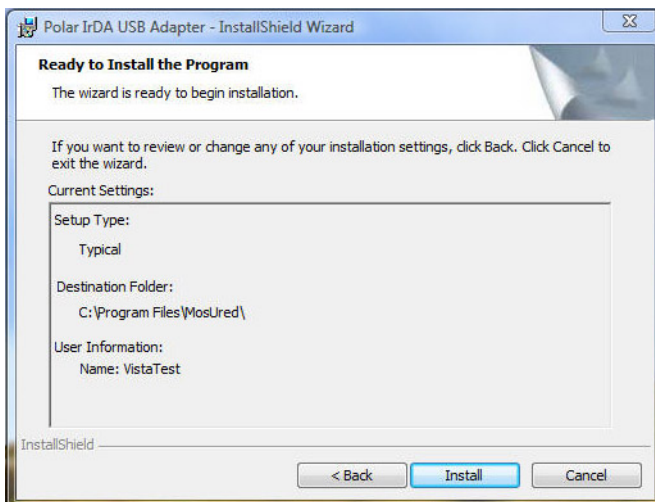 Polar IrDA USB Adapter - InstallShield Wizard
Ready to Install the Program
The wizard is ready to begin installation.
If you want to review or change any of your installation settings, click Back. Click Cancel to
exit the wizard.
Current Settings:
Setup Type:
Typical
Destination Folder:
C:\Program Files\MosUred\
User Information:
Name: VistaTest
InstallShield
< Back
Install
Cancel